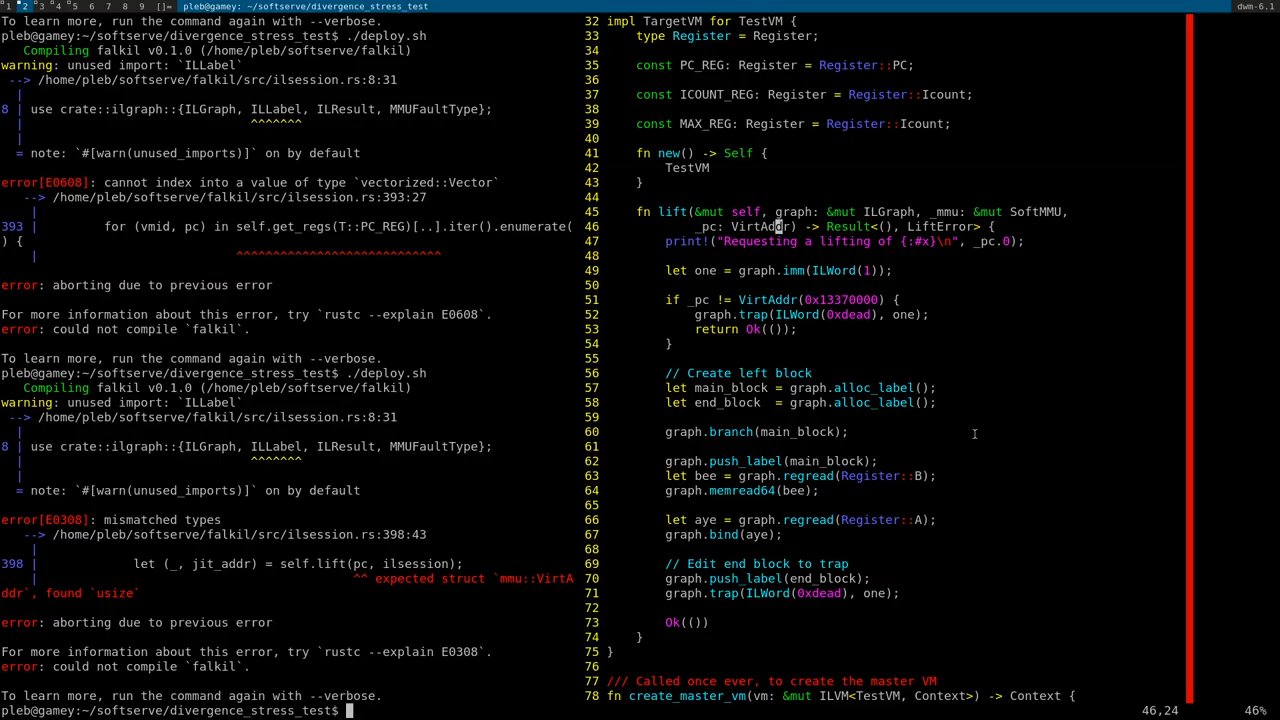 1 2 3 4 5 6 7 8 9 []= pleb@gamey: ~/softserve/divergence_stress_test dwm-6.1
To learn more, run the command again with --verbose.
pleb@gamey:~/softserve/divergence_stress_test$ ./deploy.sh
   Compiling falkil v0.1.0 (/home/pleb/softserve/falkil)
warning: unused import: `ILLabel`
 --> /home/pleb/softserve/falkil/src/ilsession.rs:8:31
  |
8 | use crate::ilgraph::{ILGraph, ILLabel, ILResult, MMUFaultType};
  |                               ^^^^^^^
  |
  = note: `#[warn(unused_imports)]` on by default
error[E0608]: cannot index into a value of type `vectorized::Vector`
   --> /home/pleb/softserve/falkil/src/ilsession.rs:393:27
    |
393 |         for (vmid, pc) in self.get_regs(T::PC_REG)[..].iter().enumerate(
) {
    |                           ^^^^^^^^^^^^^^^^^^^^^^^^^^^^
error: aborting due to previous error
For more information about this error, try `rustc --explain E0608`.
error: could not compile `falkil`.
To learn more, run the command again with --verbose.
pleb@gamey:~/softserve/divergence_stress_test$ ./deploy.sh
   Compiling falkil v0.1.0 (/home/pleb/softserve/falkil)
warning: unused import: `ILLabel`
 --> /home/pleb/softserve/falkil/src/ilsession.rs:8:31
  |
8 | use crate::ilgraph::{ILGraph, ILLabel, ILResult, MMUFaultType};
  |                               ^^^^^^^
  |
  = note: `#[warn(unused_imports)]` on by default
error[E0308]: mismatched types
   --> /home/pleb/softserve/falkil/src/ilsession.rs:398:43
    |
398 |             let (_, jit_addr) = self.lift(pc, ilsession);
    |                                           ^^ expected struct `mmu::VirtA
ddr`, found `usize`
error: aborting due to previous error
For more information about this error, try `rustc --explain E0308`.
error: could not compile `falkil`.
To learn more, run the command again with --verbose.
pleb@gamey:~/softserve/divergence_stress_test$
32 impl TargetVM for TestVM {
33     type Register = Register;
34
35     const PC_REG: Register = Register::PC;
36
37     const ICOUNT_REG: Register = Register::Icount;
38
39     const MAX_REG: Register = Register::Icount;
40
41     fn new() -> Self {
42         TestVM
43     }
44
45     fn lift(&mut self, graph: &mut ILGraph, _mmu: &mut SoftMMU,
46             _pc: VirtAddr) -> Result<(), LiftError> {
47         print!("Requesting a lifting of {:#x}\n", _pc.0);
48
49         let one = graph.imm(ILWord(1));
50
51         if _pc != VirtAddr(0x13370000) {
52             graph.trap(ILWord(0xdead), one);
53             return Ok(());
54         }
55
56         // Create left block
57         let main_block = graph.alloc_label();
58         let end_block  = graph.alloc_label();
59
60         graph.branch(main_block);
61
62         graph.push_label(main_block);
63         let bee = graph.regread(Register::B);
64         graph.memread64(bee);
65
66         let aye = graph.regread(Register::A);
67         graph.bind(aye);
68
69         // Edit end block to trap
70         graph.push_label(end_block);
71         graph.trap(ILWord(0xdead), one);
72
73         Ok(())
74     }
75 }
76
77 /// Called once ever, to create the master VM
78 fn create_master_vm(vm: &mut ILVM<TestVM, Context>) -> Context {
46,24 46%